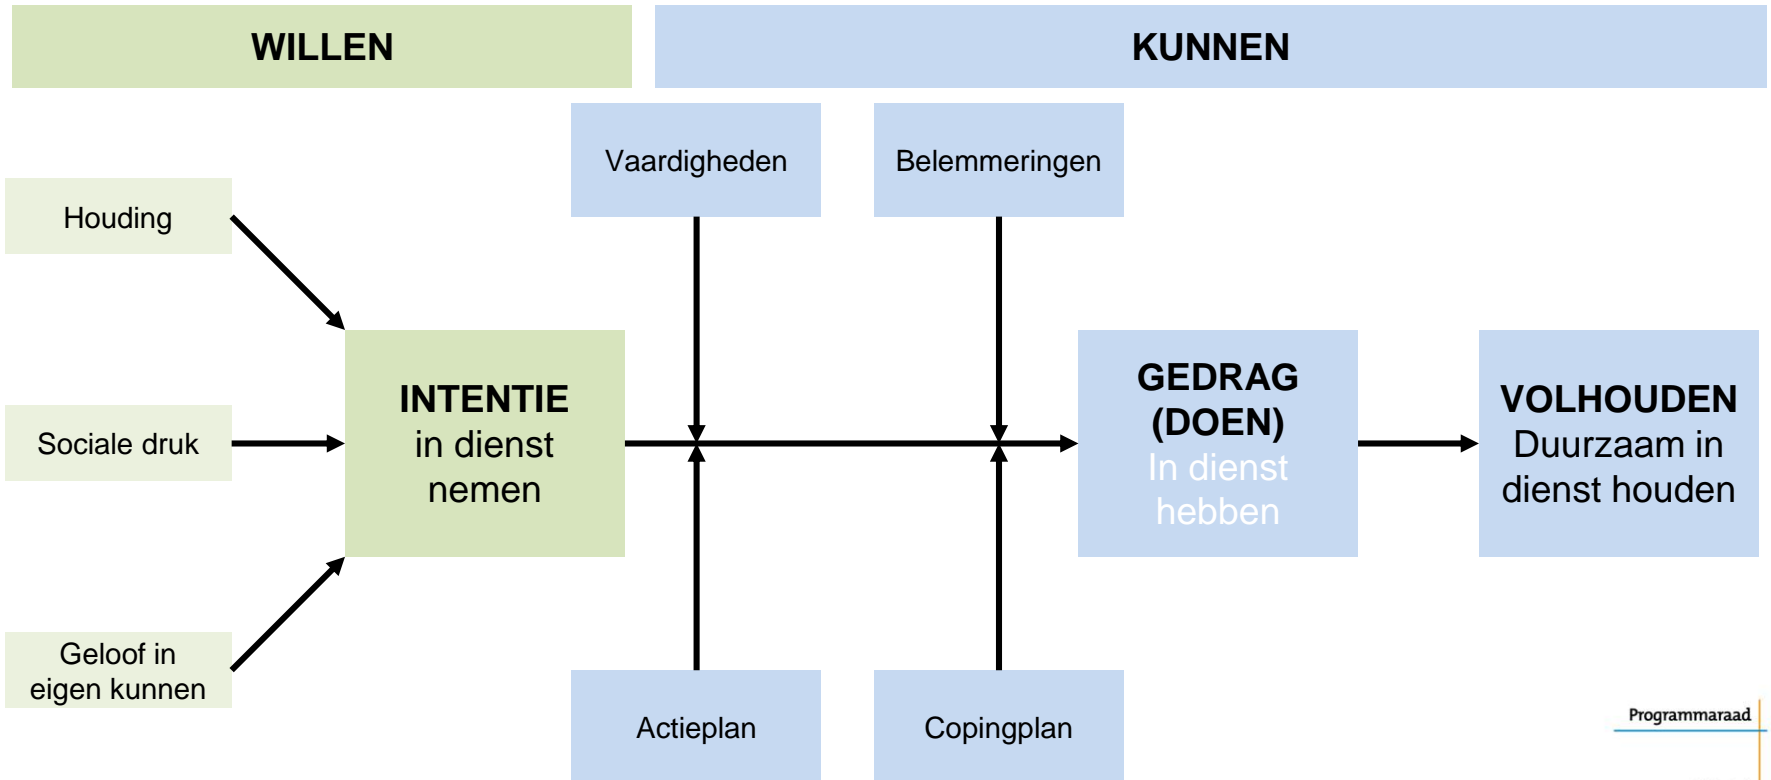 WILLEN
KUNNEN
Vaardigheden
Belemmeringen
Houding
Sociale druk
Geloof in
eigen kunnen
INTENTIE
in dienst
nemen
GEDRAG
(DOEN)
In dienst
hebben
VOLHOUDEN
Duurzaam in
dienst houden
Actieplan
Copingplan
Programmaraad